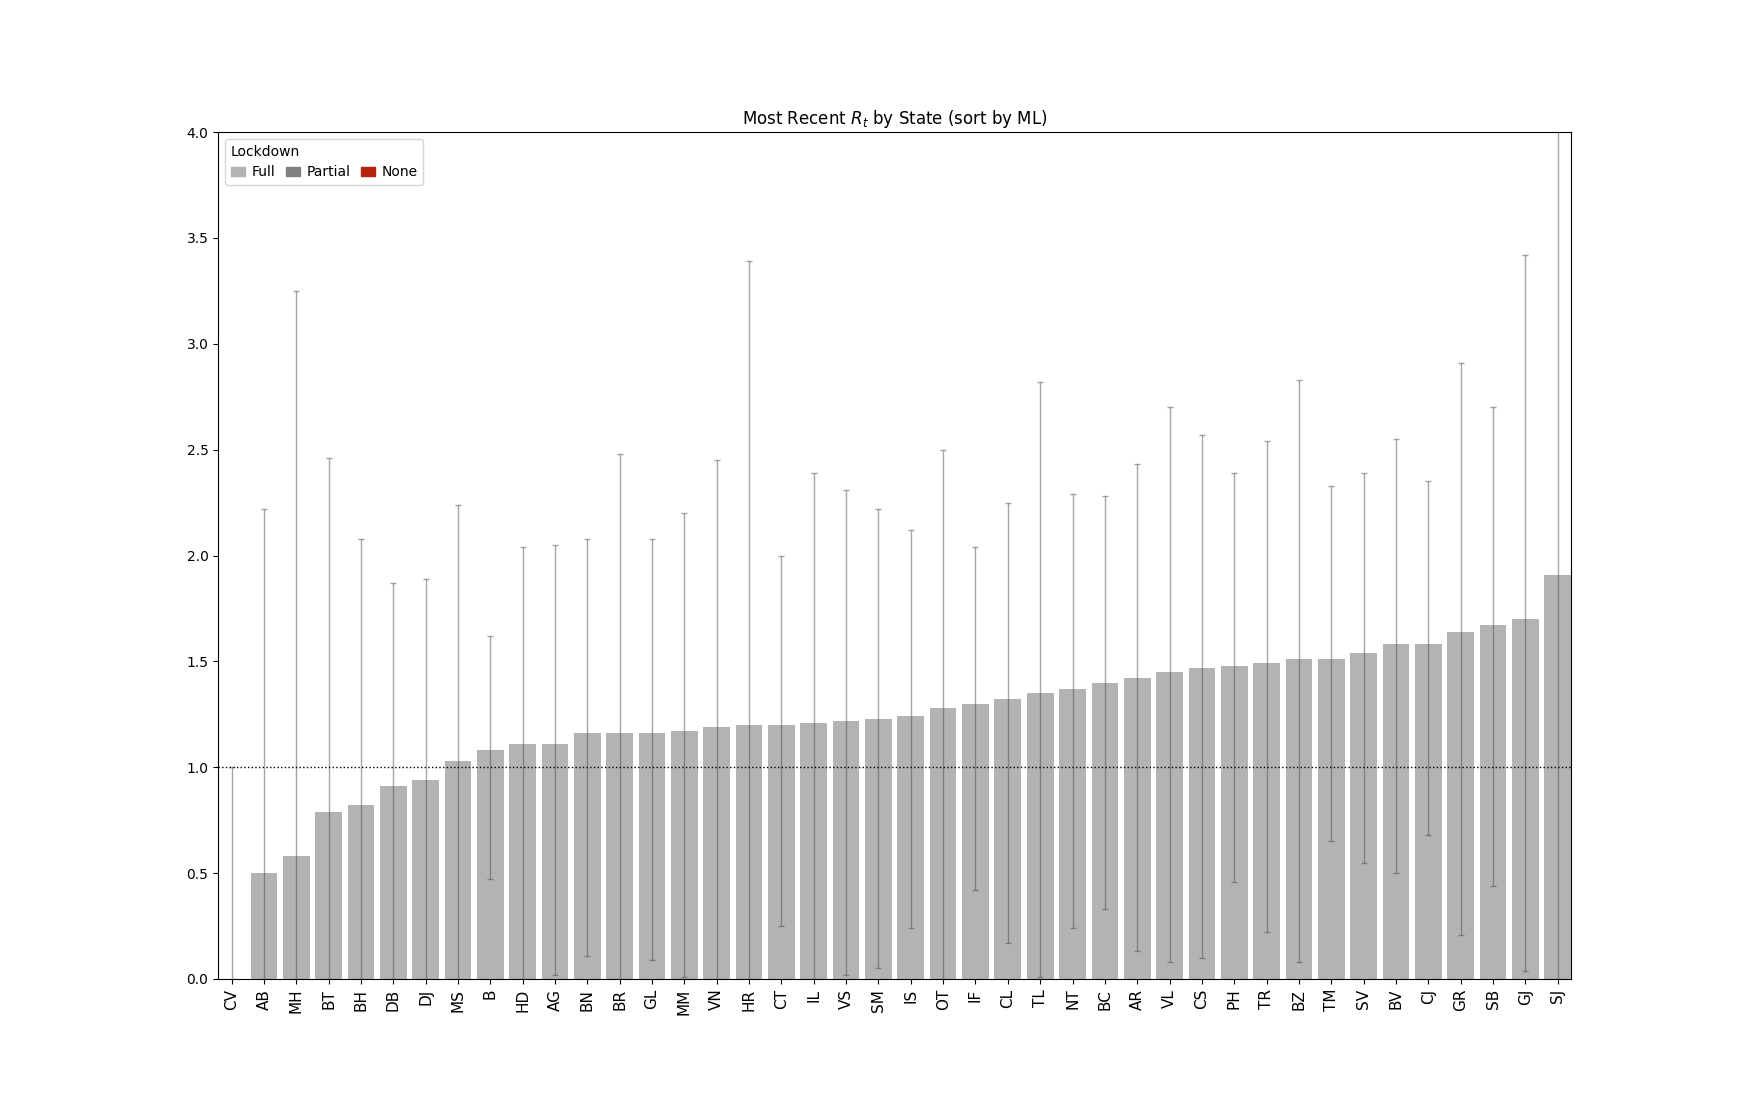 Most Recent Rt by State (sort by ML)
Lockdown
Full Partial None
4.0
3.5
3.0
2.5
2.0
1.5
1.0
0.5
0.0
CV AB MH BT BH DB DJ MS B HD AG BN BR GL MM VN HR CT IL VS SM IS OT IF CL TL NT BC AR VL CS PH TR BZ TM SV BV CJ GR SB GJ SJ